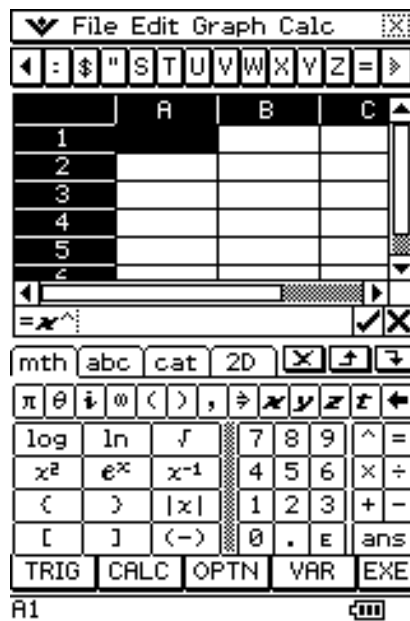 File Edit Graph Calc
: $ " S T U V W X Y Z =
A B C
1
2
3
4
5
6
=x^
mth abc cat 2D
π θ i ∞ ( ) , ⇒ x y z t
log ln √ 7 8 9 ^ =
x² eˣ x⁻¹ 4 5 6 × ÷
{ } |x| 1 2 3 + −
[ ] (−) 0 . E ans
TRIG CALC OPTN VAR EXE
A1